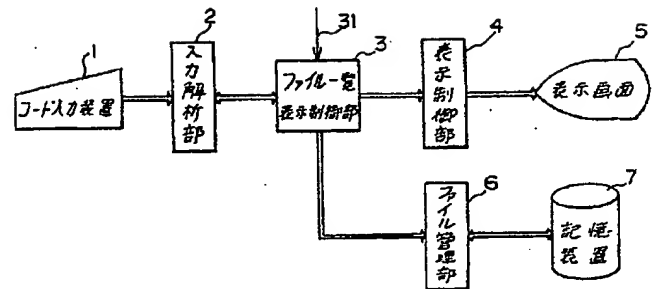 1
コード入力装置
2
入力解析部
31
3
ファイル一覧
表示制御部
4
表示制御部
5
表示画面
6
ファイル管理部
7
記憶
装置